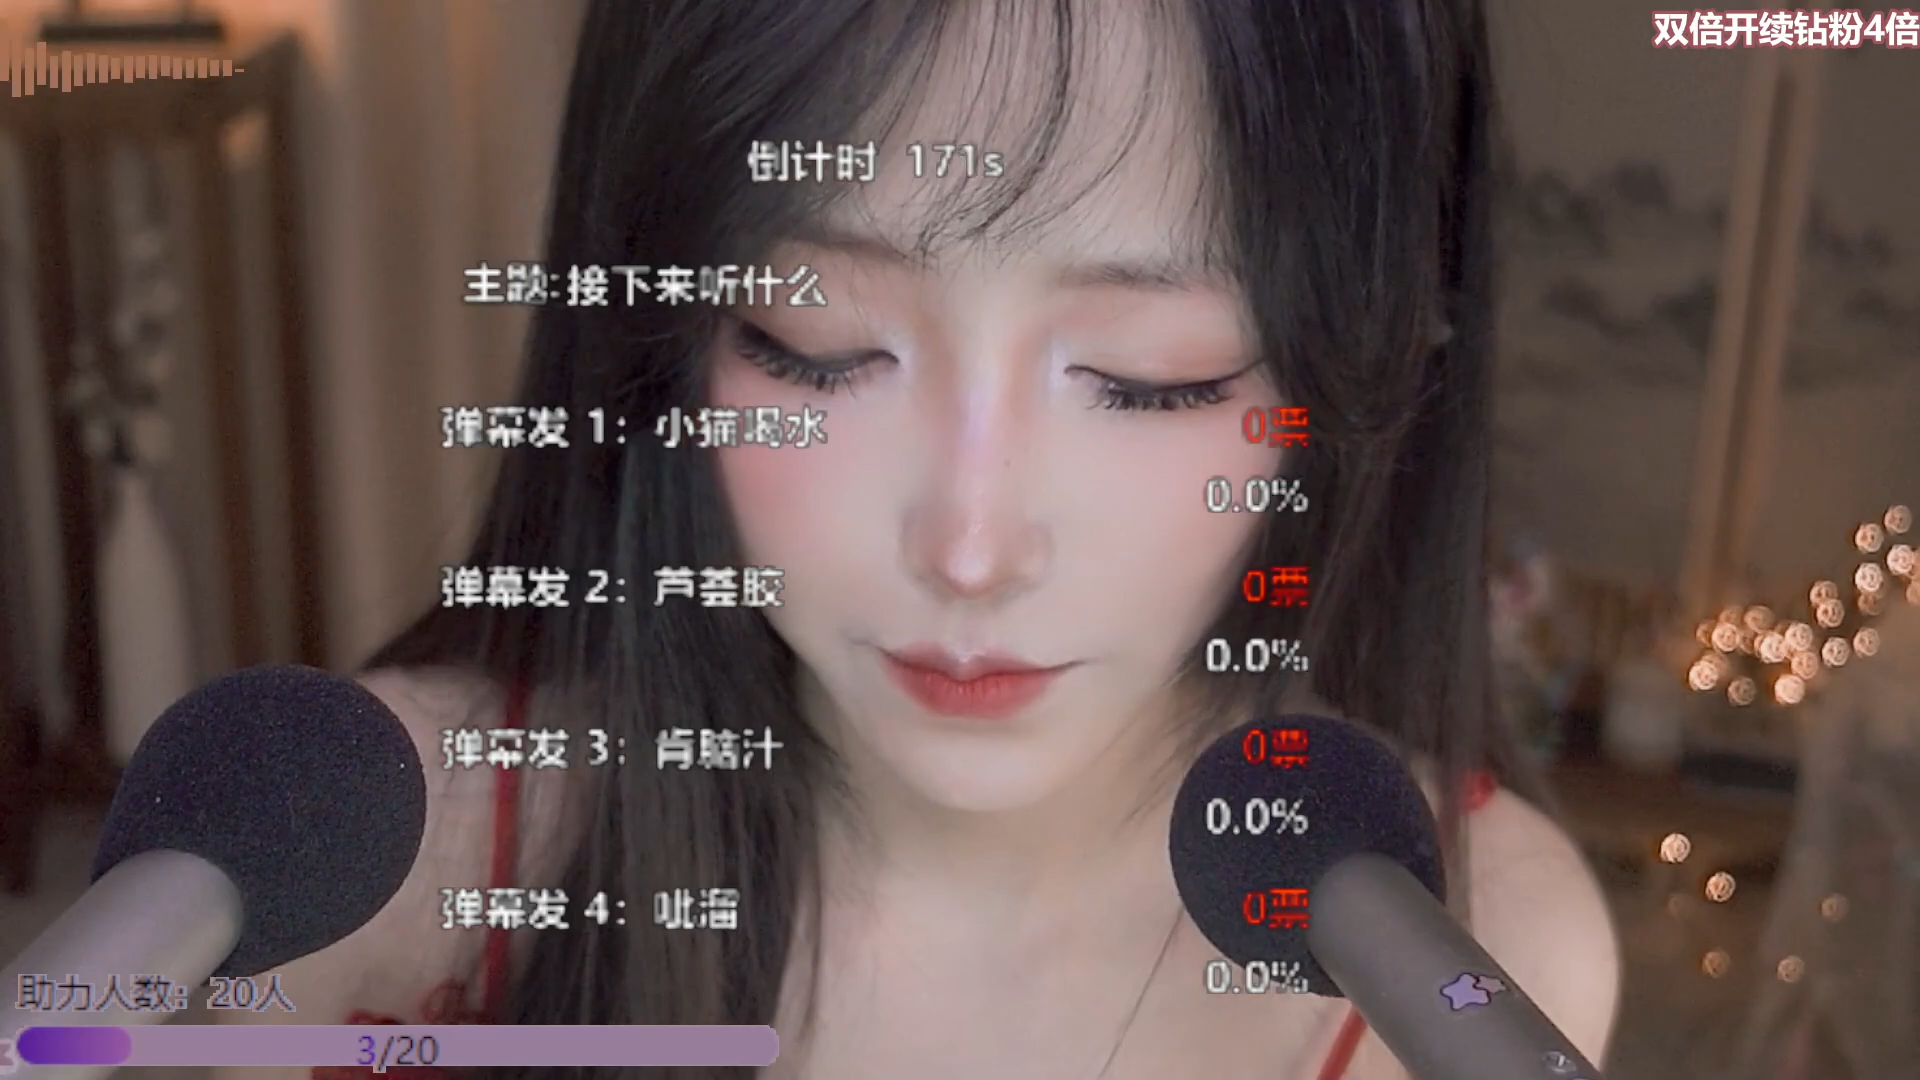 双倍开续钻粉4倍
倒计时 171s
主题:接下来听什么
弹幕发 1: 小猫喝水 0票
0.0%
弹幕发 2: 芦荟胶 0票
0.0%
弹幕发 3: 肯脑汁 0票
0.0%
弹幕发 4: 呲溜 0票
0.0%
助力人数: 20人
3/20